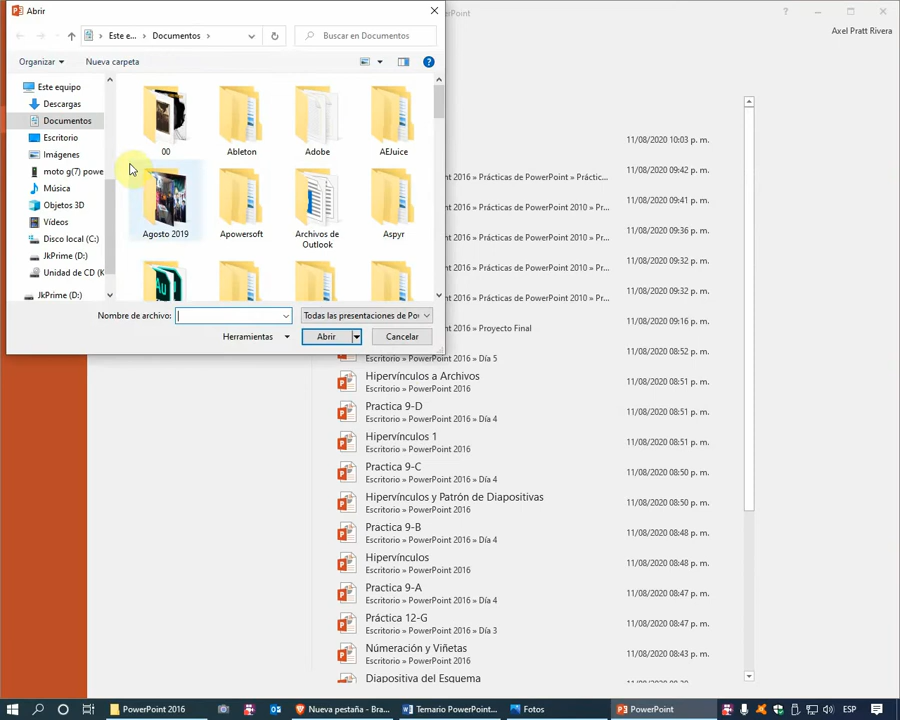 Abrir
Este e... › Documentos ›
Buscar en Documentos
Organizar
Nueva carpeta
Este equipo
Descargas
Documentos
Escritorio
Imágenes
moto g(7) powe
Música
Objetos 3D
Vídeos
Disco local (C:)
JkPrime (D:)
Unidad de CD (K
JkPrime (D:)
00
Ableton
Adobe
AEJuice
Agosto 2019
Apowersoft
Archivos de
Outlook
Aspyr
Au
Nombre de archivo:
Todas las presentaciones de Po
Herramientas
Abrir
Cancelar
Point
Axel Pratt Rivera
11/08/2020 10:03 p. m.
nt 2016 » Prácticas de PowerPoint » Práctic...
11/08/2020 09:42 p. m.
nt 2016 » Prácticas de PowerPoint 2010 » Pr...
11/08/2020 09:36 p. m.
nt 2016 » Prácticas de PowerPoint 2010 » Pr...
11/08/2020 09:32 p. m.
nt 2016 » Prácticas de PowerPoint 2010 » Pr...
11/08/2020 09:32 p. m.
nt 2016 » Proyecto Final
11/08/2020 09:16 p. m.
Escritorio » PowerPoint 2016 » Día 5
11/08/2020 08:52 p. m.
Hipervínculos a Archivos
Escritorio » PowerPoint 2016
11/08/2020 08:51 p. m.
Practica 9-D
Escritorio » PowerPoint 2016 » Día 4
11/08/2020 08:51 p. m.
Hipervínculos 1
Escritorio » PowerPoint 2016
11/08/2020 08:51 p. m.
Practica 9-C
Escritorio » PowerPoint 2016 » Día 4
11/08/2020 08:50 p. m.
Hipervínculos y Patrón de Diapositivas
Escritorio » PowerPoint 2016
11/08/2020 08:50 p. m.
Practica 9-B
Escritorio » PowerPoint 2016 » Día 4
11/08/2020 08:48 p. m.
Hipervínculos
Escritorio » PowerPoint 2016
11/08/2020 08:48 p. m.
Practica 9-A
Escritorio » PowerPoint 2016 » Día 4
11/08/2020 08:47 p. m.
Práctica 12-G
Escritorio » PowerPoint 2016 » Día 3
11/08/2020 08:47 p. m.
Númeración y Viñetas
Escritorio » PowerPoint 2016
11/08/2020 08:43 p. m.
Diapositiva del Esquema
PowerPoint 2016
Nueva pestaña - Bra...
Temario PowerPoint...
Fotos
PowerPoint
ESP